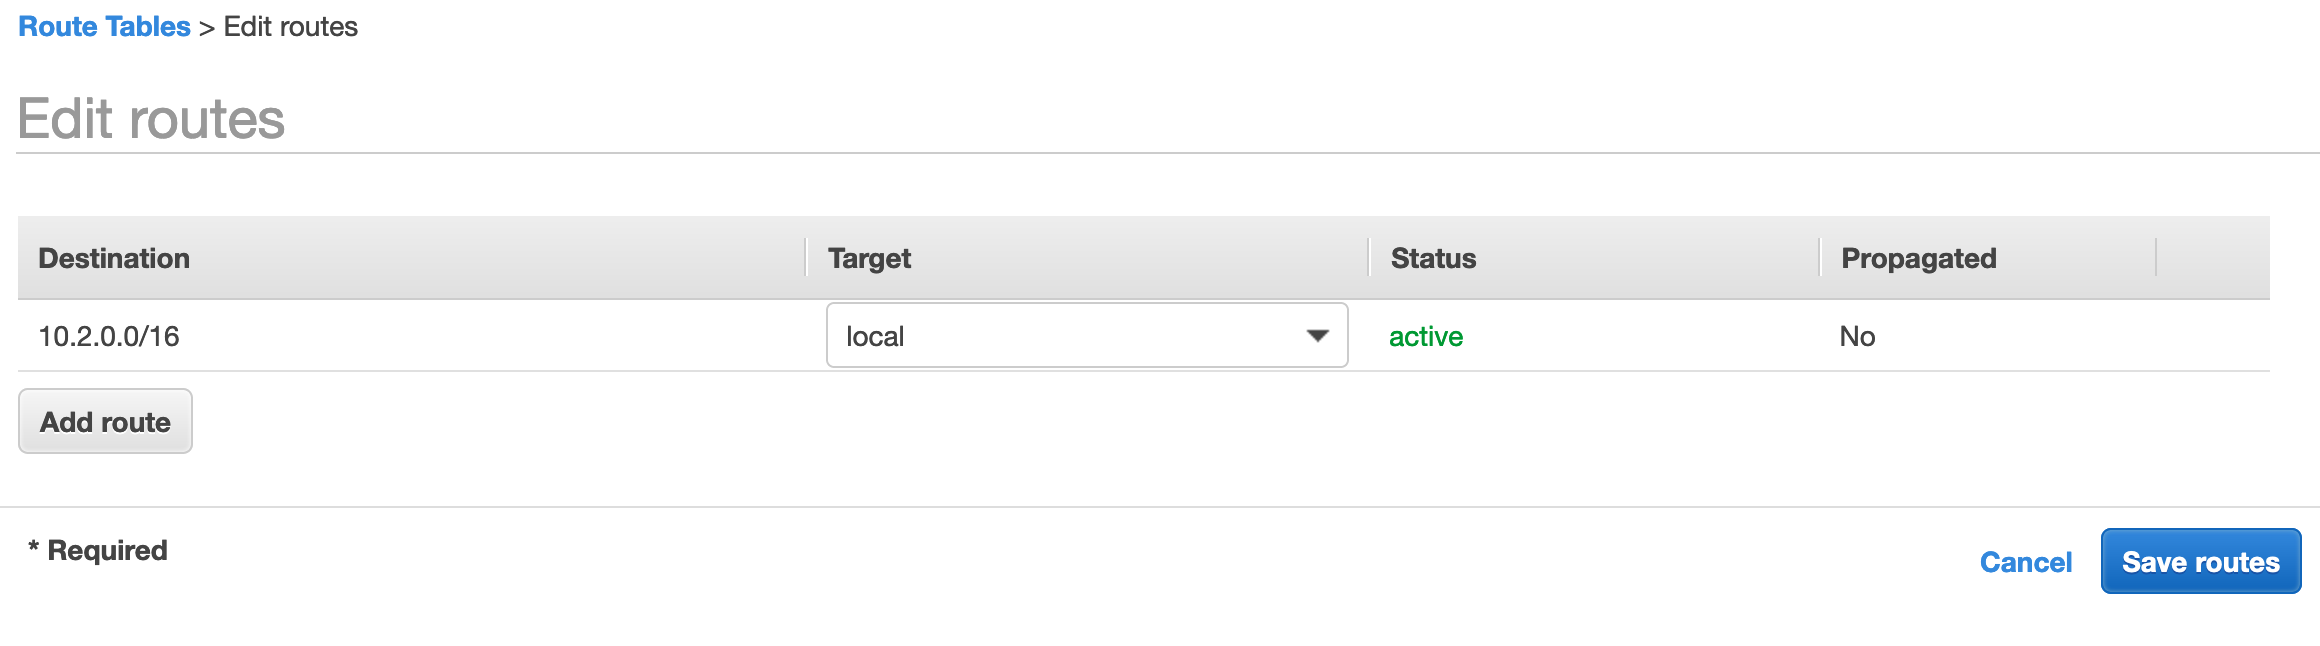 Route Tables > Edit routes
Edit routes
Destination Target Status Propagated
10.2.0.0/16 local active No
Add route
* Required
Cancel Save routes